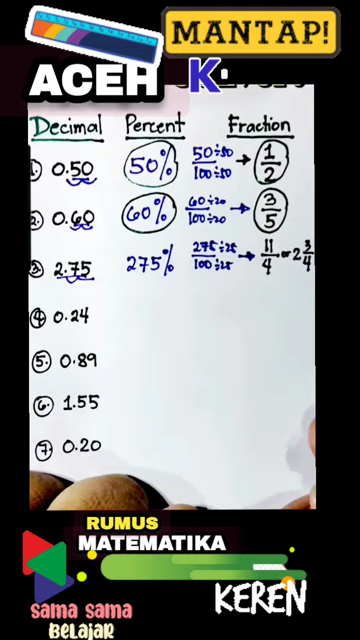 MANTAP!
ACEH K
Decimal Percent Fraction
1. 0.50 50% 50÷50/100÷50 → 1/2
2. 0.60 60% 60÷20/100÷20 → 3/5
3. 2.75 275% 275÷25/100÷25 → 11/4 or 2 3/4
4. 0.24
5. 0.89
6. 1.55
7. 0.20
RUMUS
MATEMATIKA
KEREN
SAMA SAMA
BELAJAR